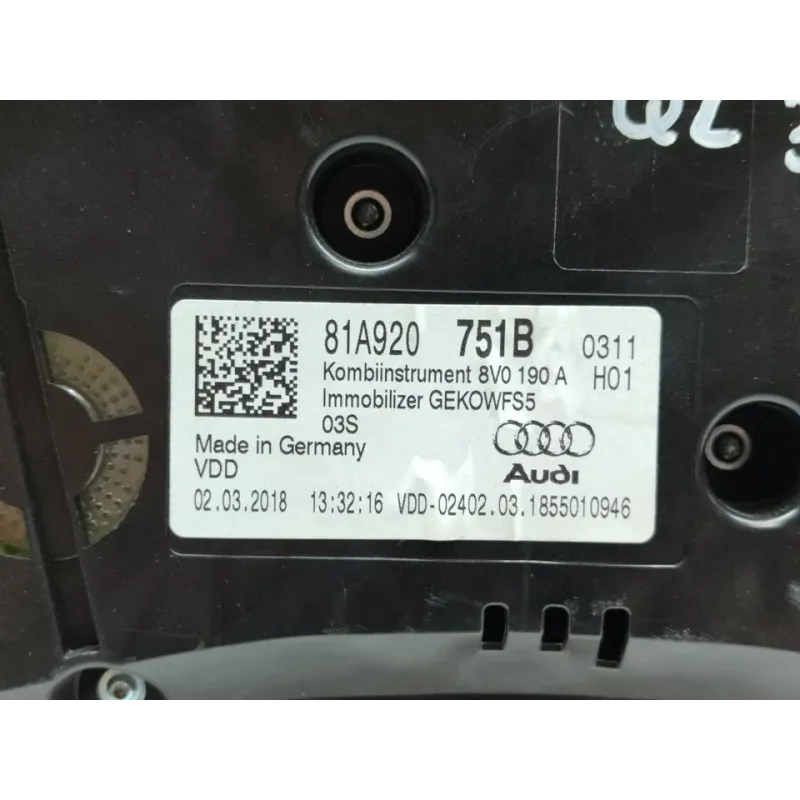 Q2
81A920 751B 0311
Kombiinstrument 8V0 190 A H01
Immobilizer GEKOWFS5
03S
Made in Germany
VDD
Audi
02.03.2018 13:32:16 VDD-02402.03.1855010946